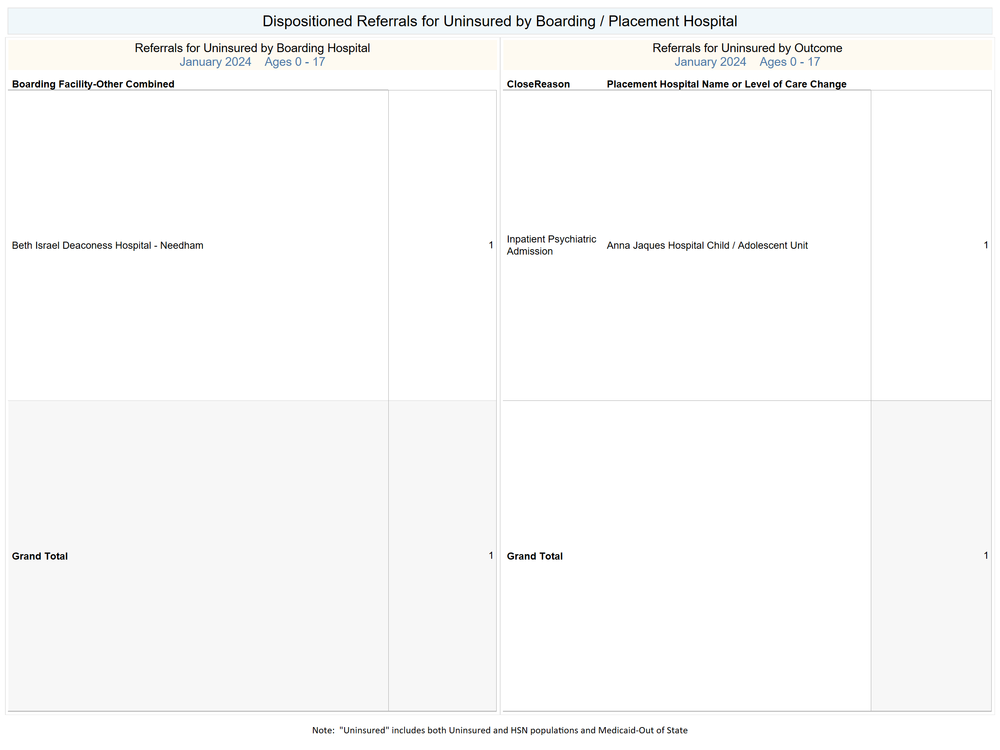 Dispositioned Referrals for Uninsured by Boarding / Placement Hospital
Referrals for Uninsured by Boarding Hospital
January 2024    Ages 0 - 17
Boarding Facility-Other Combined
Beth Israel Deaconess Hospital - Needham 1
Grand Total 1
Referrals for Uninsured by Outcome
January 2024    Ages 0 - 17
CloseReason Placement Hospital Name or Level of Care Change
Inpatient Psychiatric
Admission
Anna Jaques Hospital Child / Adolescent Unit 1
Grand Total 1
Note:  "Uninsured" includes both Uninsured and HSN populations and Medicaid-Out of State